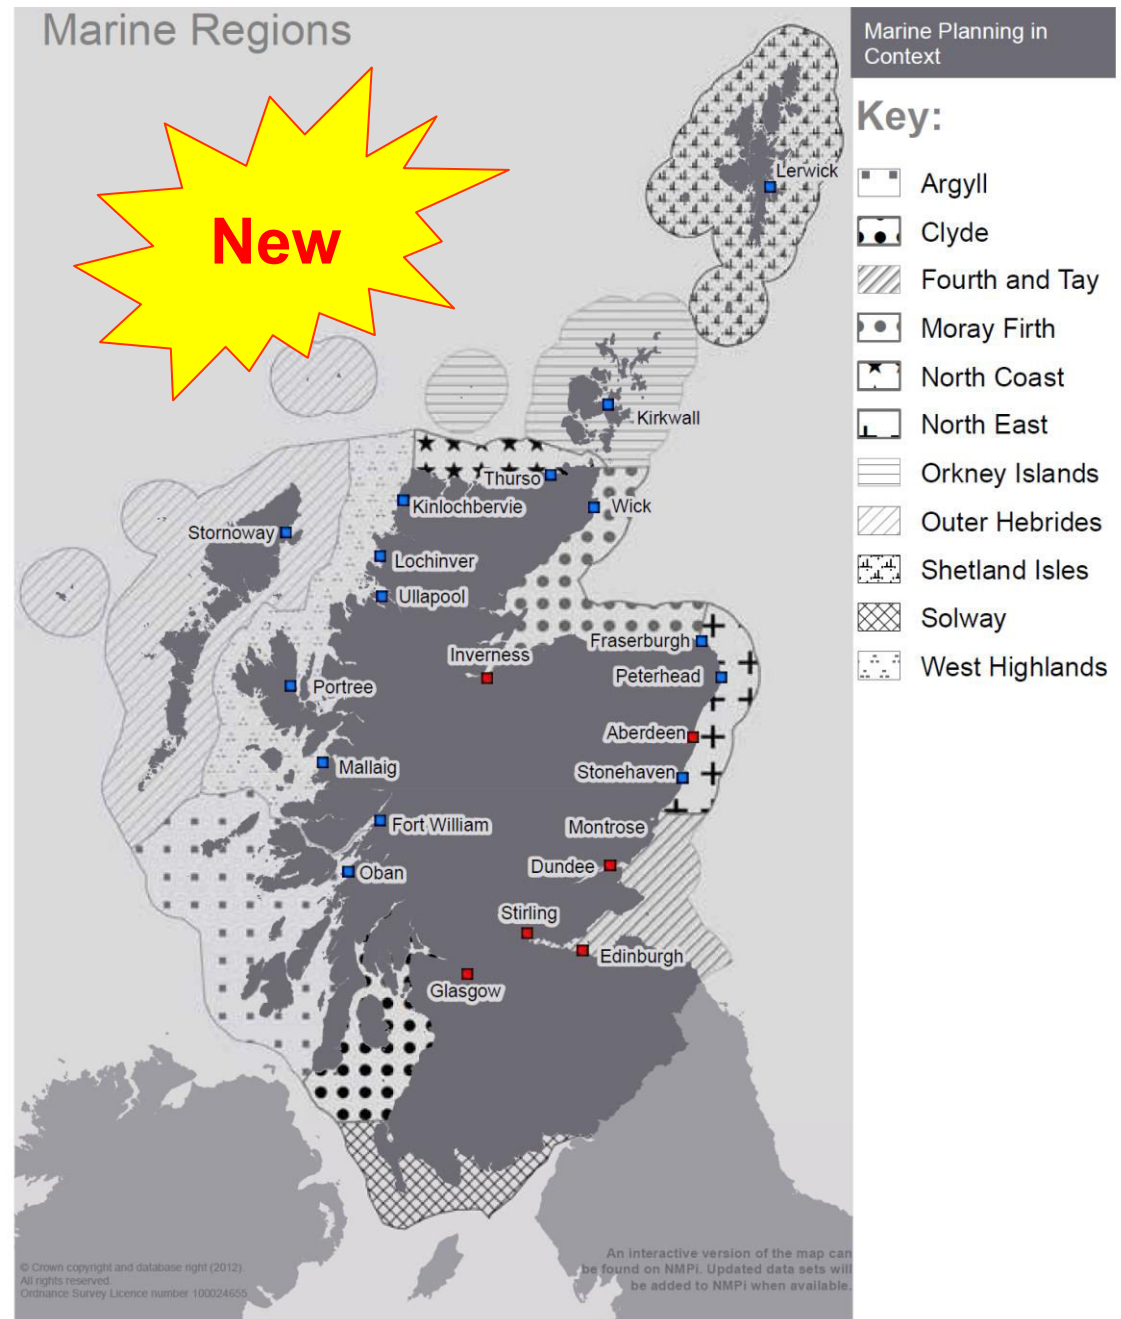 Marine Regions
Marine Planning in
Context
Key:
Argyll
Clyde
Fourth and Tay
Moray Firth
North Coast
North East
Orkney Islands
Outer Hebrides
Shetland Isles
Solway
West Highlands
New
Lerwick
Kirkwall
Thurso
Kinlochbervie
Wick
Stornoway
Lochinver
Ullapool
Fraserburgh
Inverness
Peterhead
Portree
Aberdeen
Mallaig
Stonehaven
Fort William
Montrose
Dundee
Oban
Stirling
Edinburgh
Glasgow
© Crown copyright and database right (2012).
All rights reserved.
Ordnance Survey Licence number 100024655
An interactive version of the map can
be found on NMPi. Updated data sets will
be added to NMPi when available.